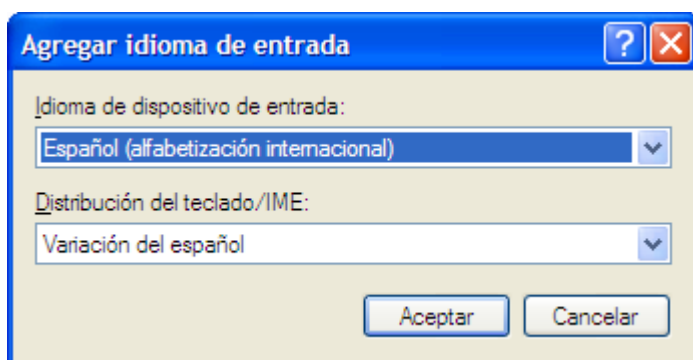 Agregar idioma de entrada
Idioma de dispositivo de entrada:
Español (alfabetización internacional)
Distribución del teclado/IME:
Variación del español
Aceptar Cancelar